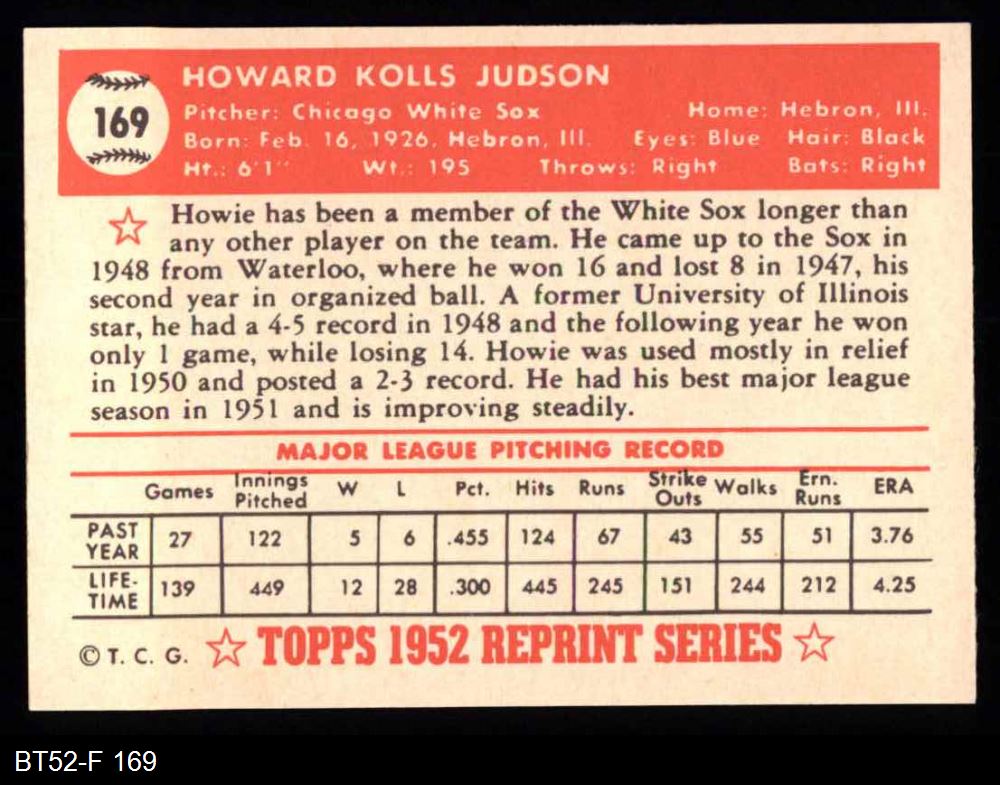 169
HOWARD KOLLS JUDSON
Pitcher: Chicago White Sox Home: Hebron, Ill.
Born: Feb. 16, 1926, Hebron, Ill. Eyes: Blue Hair: Black
Ht.: 6'1" Wt.: 195 Throws: Right Bats: Right
Howie has been a member of the White Sox longer than
any other player on the team. He came up to the Sox in
1948 from Waterloo, where he won 16 and lost 8 in 1947, his
second year in organized ball. A former University of Illinois
star, he had a 4-5 record in 1948 and the following year he won
only 1 game, while losing 14. Howie was used mostly in relief
in 1950 and posted a 2-3 record. He had his best major league
season in 1951 and is improving steadily.
MAJOR LEAGUE PITCHING RECORD
Games Innings Pitched W L Pct. Hits Runs Strike Outs Walks Ern. Runs ERA
PAST YEAR 27 122 5 6 .455 124 67 43 55 51 3.76
LIFE-TIME 139 449 12 28 .300 445 245 151 244 212 4.25
© T. C. G. ☆ TOPPS 1952 REPRINT SERIES ☆
BT52-F 169